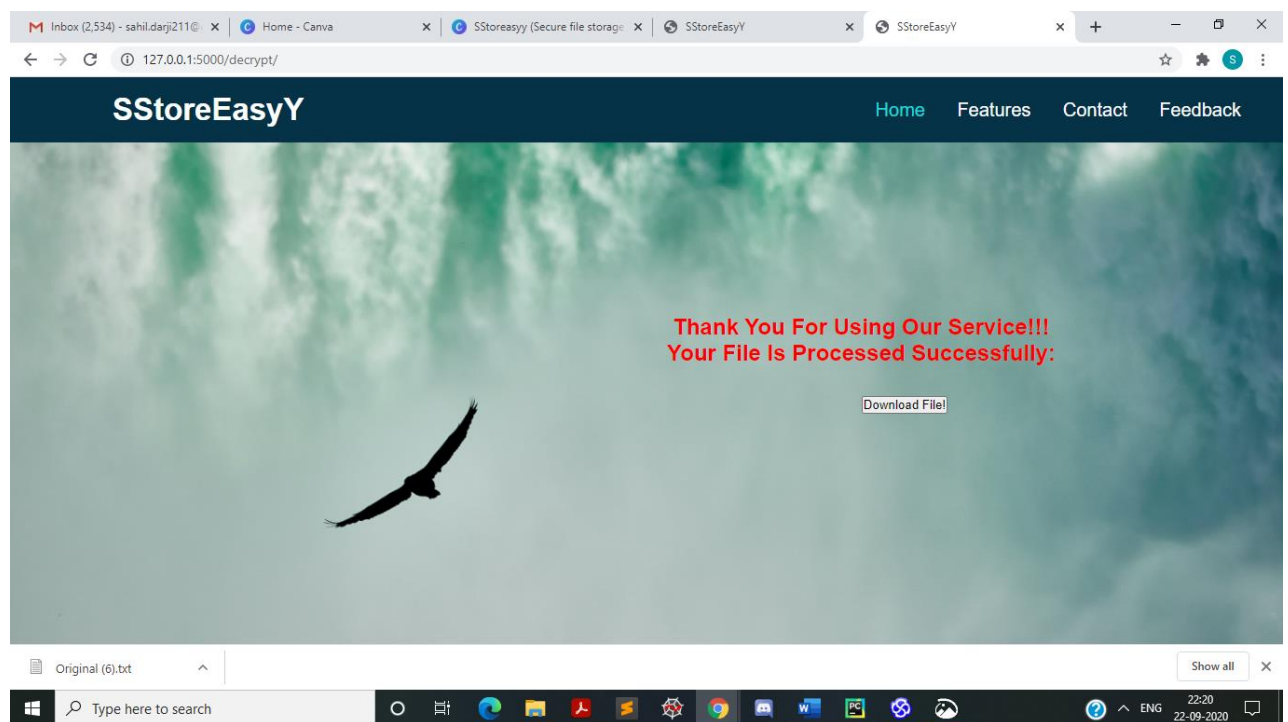 Inbox (2,534) - sahil.darji211@
Home - Canva
SStoreasyy (Secure file storage
SStoreEasyY
SStoreEasyY
127.0.0.1:5000/decrypt/
S
SStoreEasyY
Home Features Contact Feedback
Thank You For Using Our Service!!!
Your File Is Processed Successfully:
Download File!
Original (6).txt
Show all
Type here to search
ENG
22:20
22-09-2020